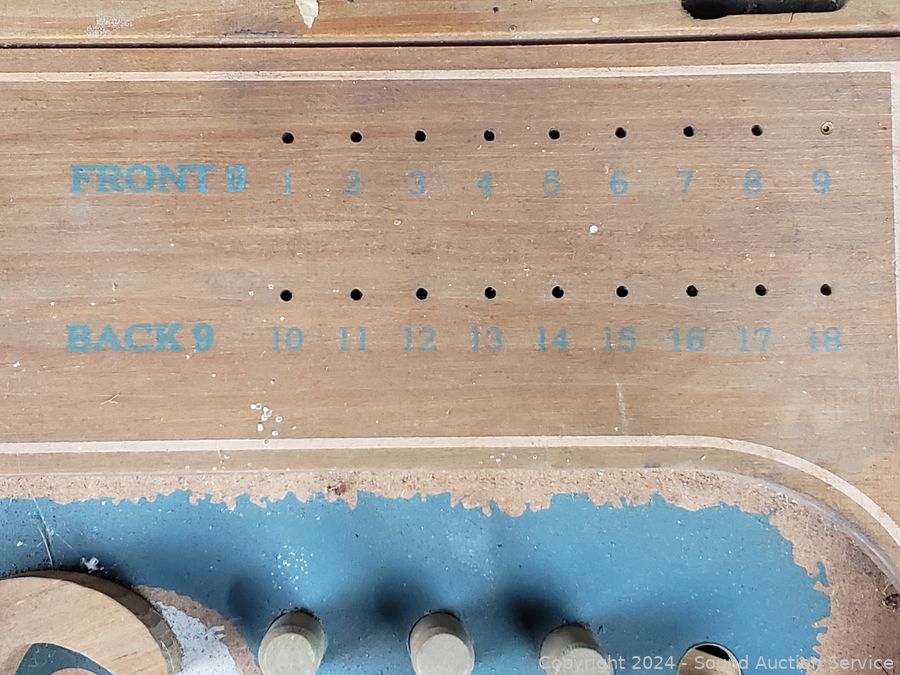 FRONT 9 1 2 3 4 5 6 7 8 9
BACK 9 10 11 12 13 14 15 16 17 18
Copyright 2024 - Sound Auction Service